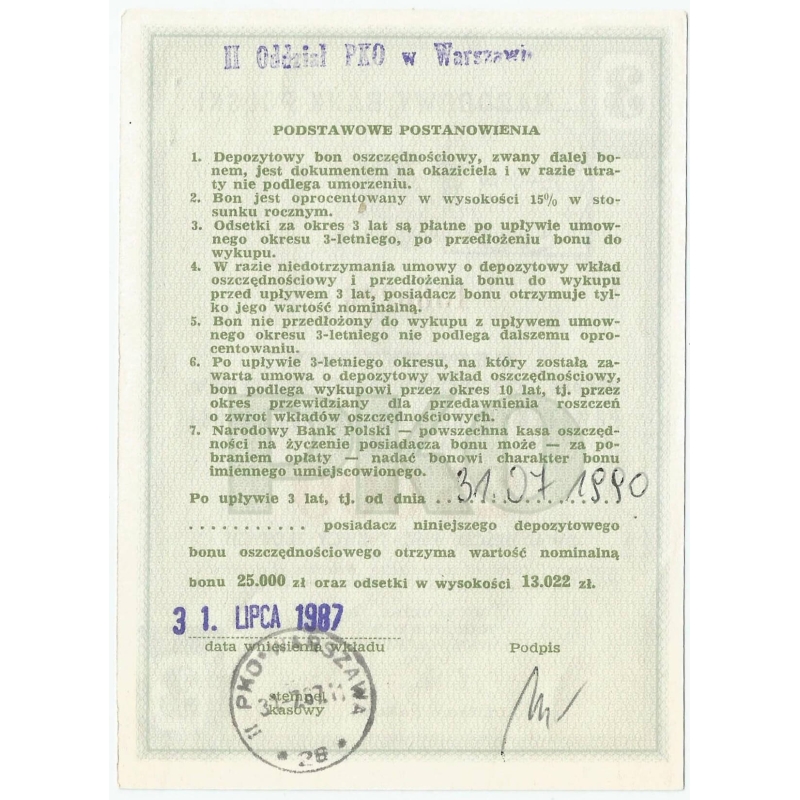 II Oddział PKO w Warszawie
PODSTAWOWE POSTANOWIENIA
1. Depozytowy bon oszczędnościowy, zwany dalej bo-
nem, jest dokumentem na okaziciela i w razie utra-
ty nie podlega umorzeniu.
2. Bon jest oprocentowany w wysokości 15% w sto-
sunku rocznym.
3. Odsetki za okres 3 lat są płatne po upływie umow-
nego okresu 3-letniego, po przedłożeniu bonu do
wykupu.
4. W razie niedotrzymania umowy o depozytowy wkład
oszczędnościowy i przedłożenia bonu do wykupu
przed upływem 3 lat, posiadacz bonu otrzymuje tyl-
ko jego wartość nominalną.
5. Bon nie przedłożony do wykupu z upływem umow-
nego okresu 3-letniego nie podlega dalszemu opro-
centowaniu.
6. Po upływie 3-letniego okresu, na który została za-
warta umowa o depozytowy wkład oszczędnościowy,
bon podlega wykupowi przez okres 10 lat, tj. przez
okres przewidziany dla przedawnienia roszczeń
o zwrot wkładów oszczędnościowych.
7. Narodowy Bank Polski — powszechna kasa oszczęd-
ności na życzenie posiadacza bonu może — za po-
braniem opłaty — nadać bonowi charakter bonu
imiennego umiejscowionego.
Po upływie 3 lat, tj. od dnia 31.07.1990
posiadacz niniejszego depozytowego
bonu oszczędnościowego otrzyma wartość nominalną
bonu 25.000 zł oraz odsetki w wysokości 13.022 zł.
31. LIPCA 1987
data wniesienia wkładu Podpis
II PKO WARSZAWA
stempel
kasowy
* 26 *
PKO